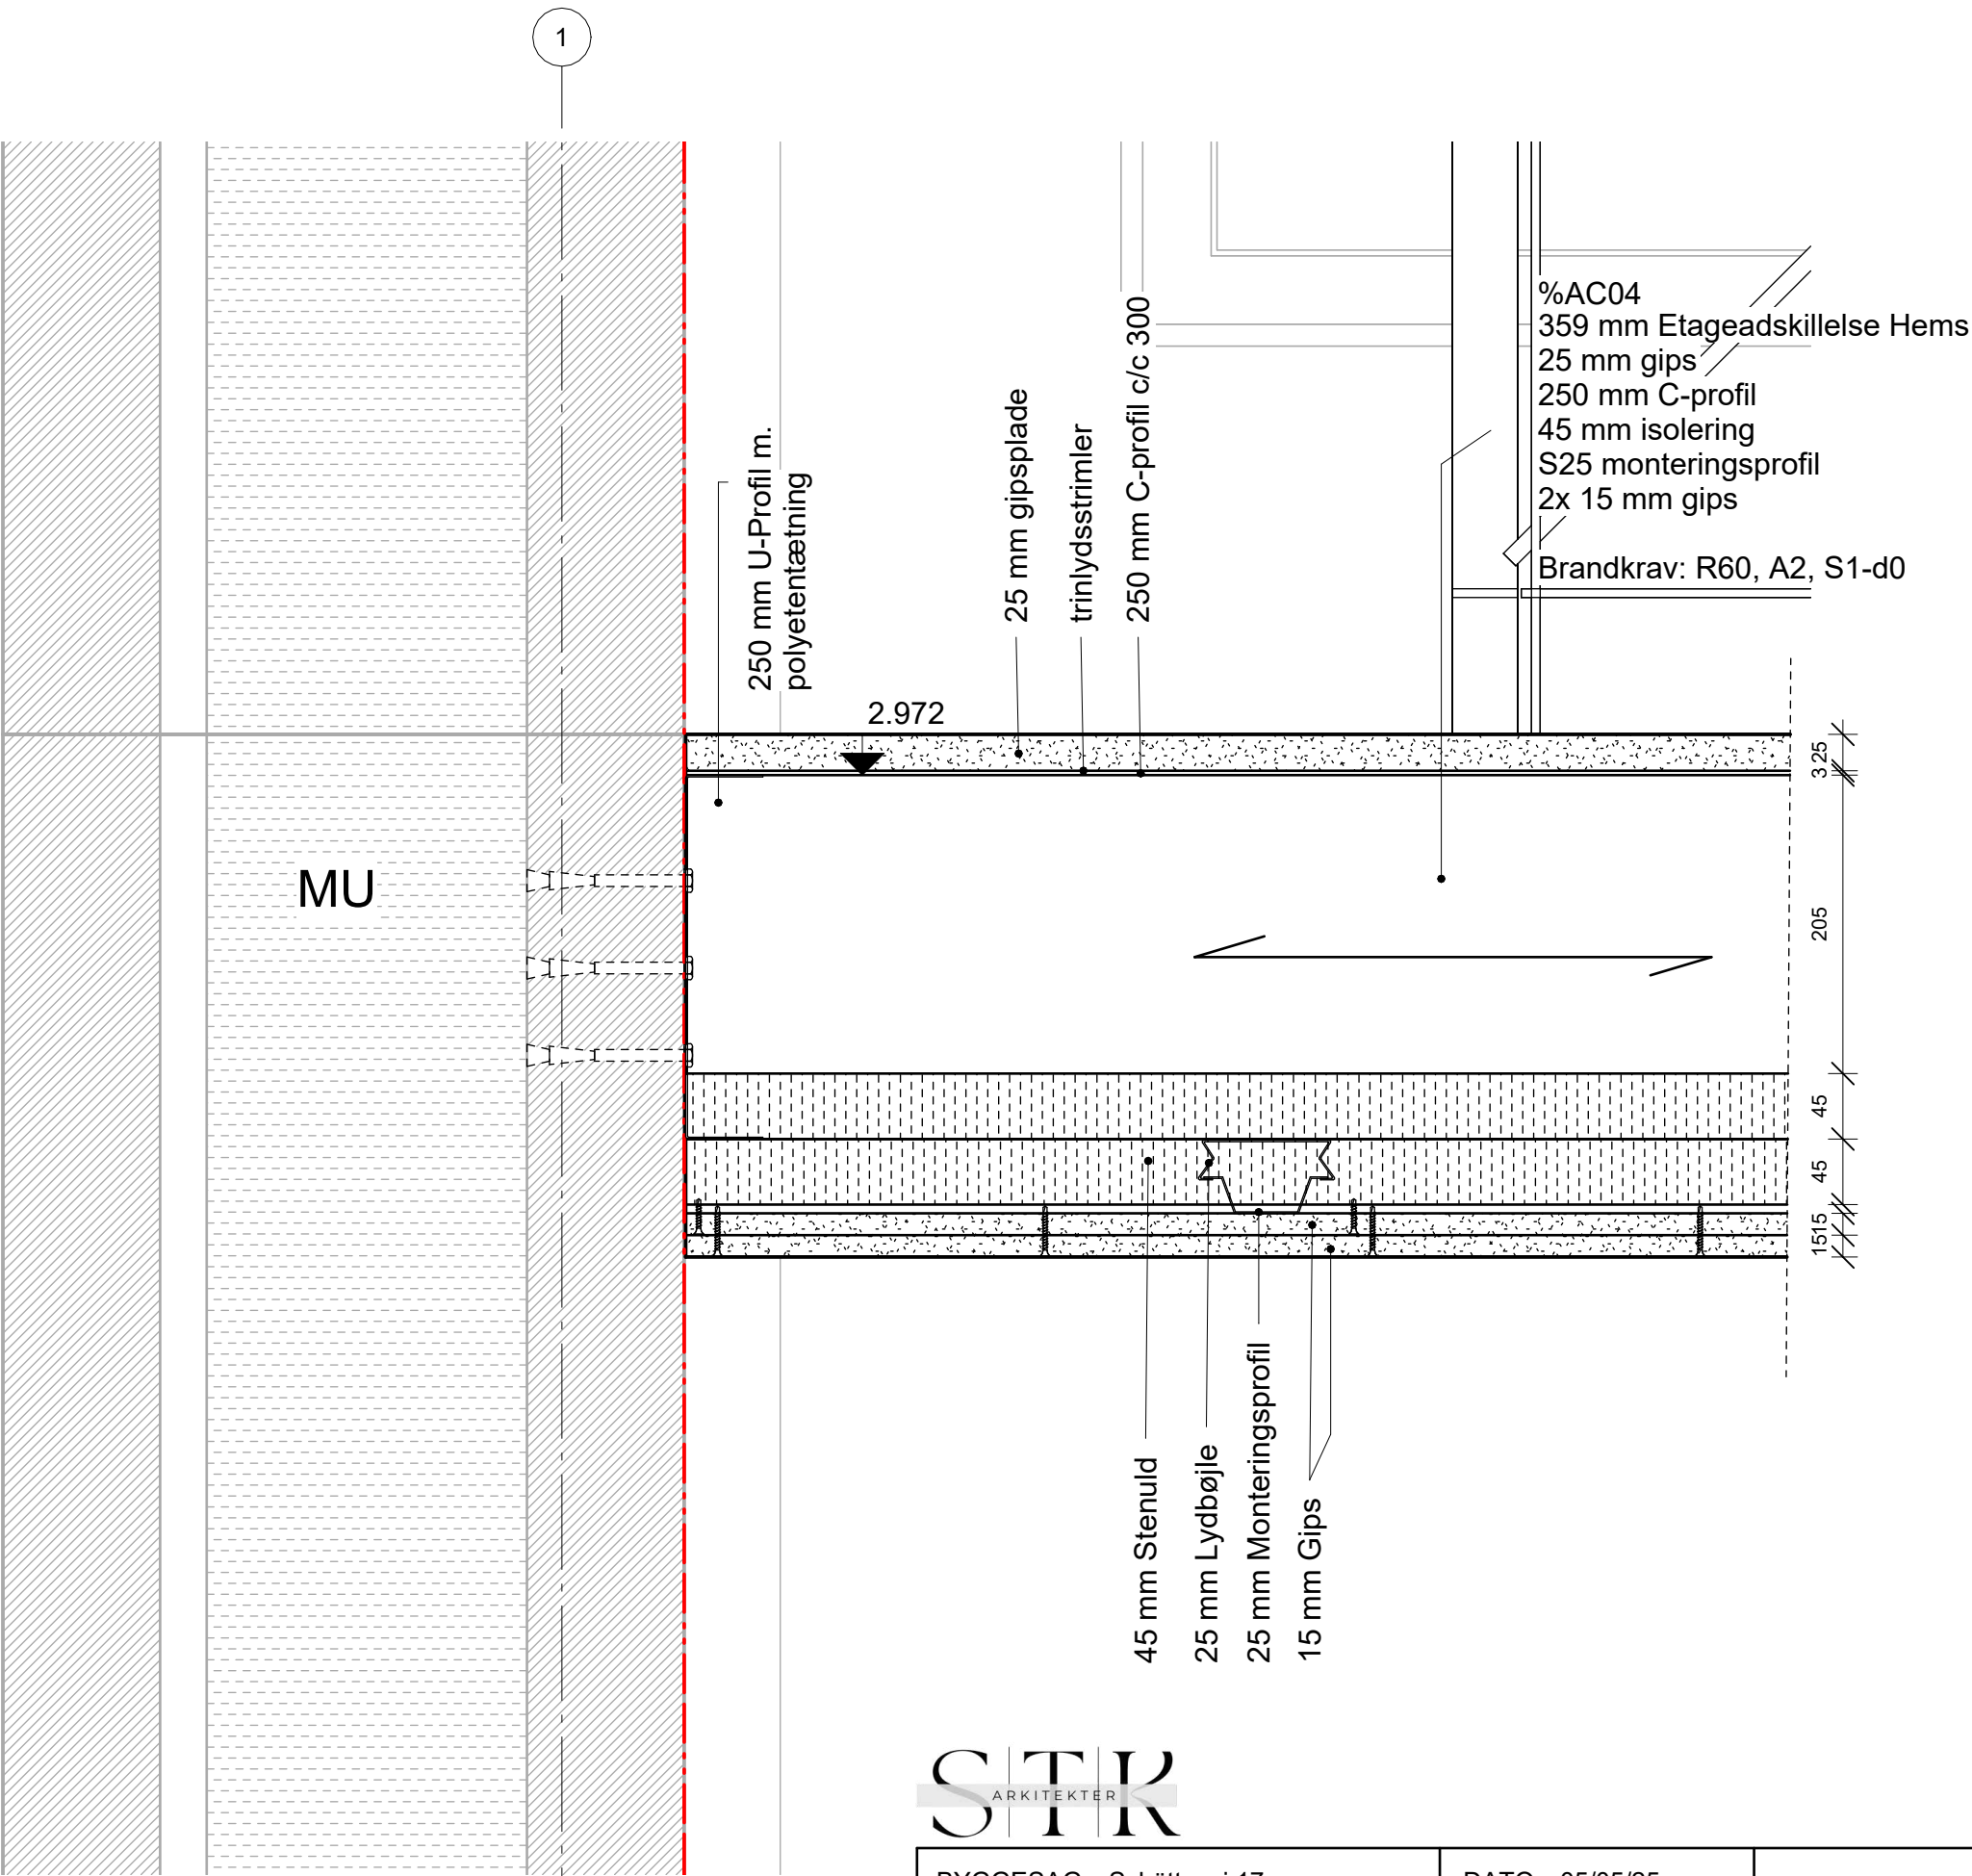 1
%AC04
359 mm Etageadskillelse Hems
25 mm gips
250 mm C-profil
45 mm isolering
S25 monteringsprofil
2x 15 mm gips
Brandkrav: R60, A2, S1-d0
250 mm U-Profil m.
polyetentætning
25 mm gipsplade
trinlydsstrimler
250 mm C-profil c/c 300
2.972
25
3
205
45
45
15
15
MU
45 mm Stenuld
25 mm Lydbøjle
25 mm Monteringsprofil
15 mm Gips
STK
ARKITEKTER